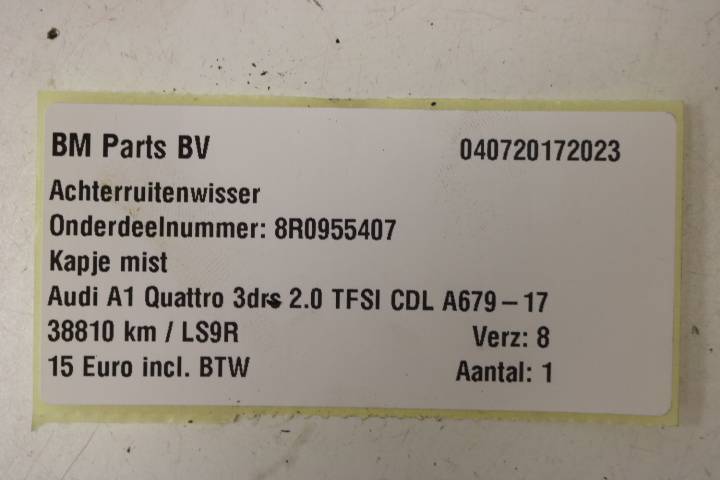 BM Parts BV 040720172023
Achterruitenwisser
Onderdeelnummer: 8R0955407
Kapje mist
Audi A1 Quattro 3drs 2.0 TFSI CDL A679-17
38810 km / LS9R Verz: 8
15 Euro incl. BTW Aantal: 1